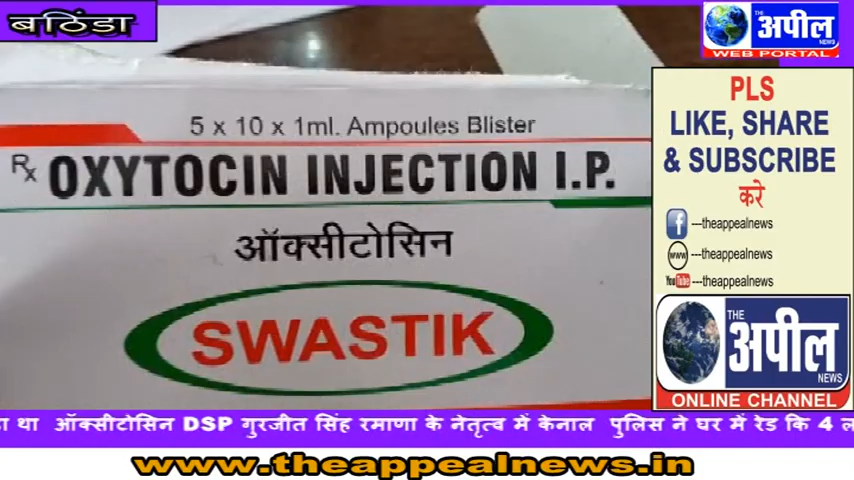 बठिंडा
THE
अपील
NEWS
WEB PORTAL
5 x 10 x 1ml. Ampoules Blister
Rx OXYTOCIN INJECTION I.P.
ऑक्सीटोसिन
SWASTIK
PLS
LIKE, SHARE
& SUBSCRIBE
करे
f ---theappealnews
www ---theappealnews
YouTube ---theappealnews
THE
अपील
NEWS
ONLINE CHANNEL
था ऑक्सीटोसिन DSP गुरजीत सिंह रमाणा के नेतृत्व में केनाल पुलिस ने घर में रेड कि 4
www.theappealnews.in